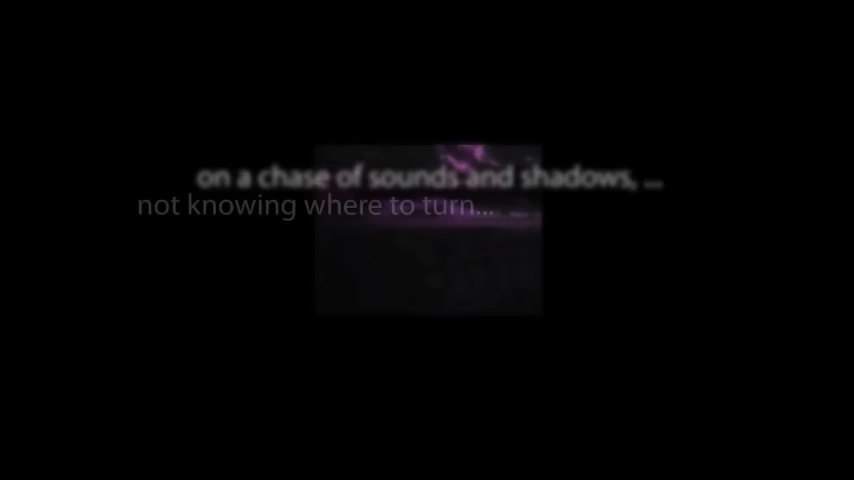 on a chase of sounds and shadows, ...
not knowing where to turn...